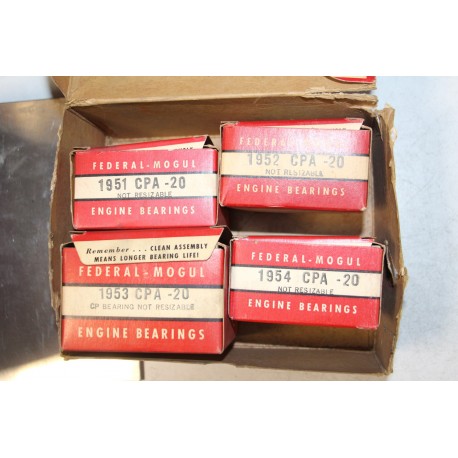 FEDERAL-MOGUL
1951 CPA -20
NOT RESIZABLE
ENGINE BEARINGS
FEDERAL-MOGUL
1952 CPA -20
NOT RESIZABLE
ENGINE BEARINGS
Remember... CLEAN ASSEMBLY
MEANS LONGER BEARING LIFE!
FEDERAL-MOGUL
1953 CPA -20
CP BEARING NOT RESIZABLE
ENGINE BEARINGS
FEDERAL-MOGUL
1954 CPA -20
NOT RESIZABLE
ENGINE BEARINGS